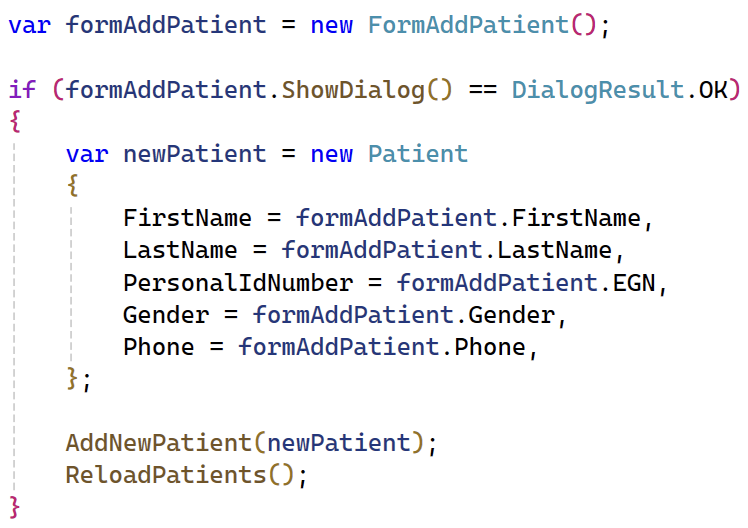 var formAddPatient = new FormAddPatient();
if (formAddPatient.ShowDialog() == DialogResult.OK)
{
var newPatient = new Patient
{
FirstName = formAddPatient.FirstName,
LastName = formAddPatient.LastName,
PersonalIdNumber = formAddPatient.EGN,
Gender = formAddPatient.Gender,
Phone = formAddPatient.Phone,
};
AddNewPatient(newPatient);
ReloadPatients();
}